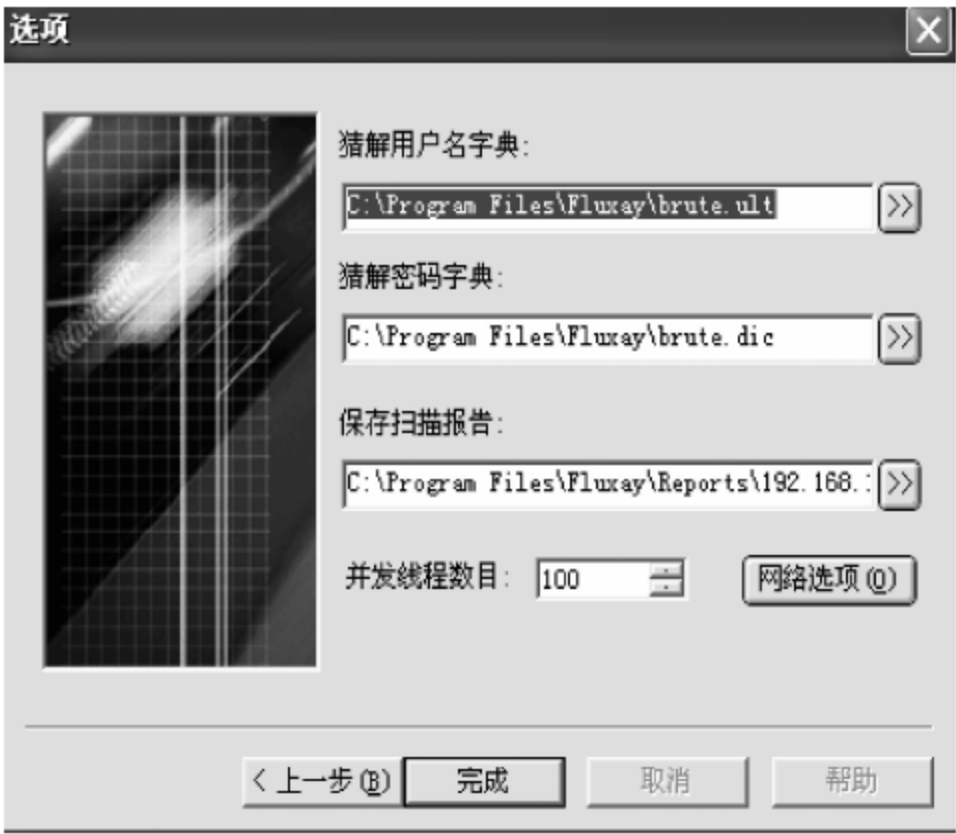 选项
猜解用户名字典:
C:\Program Files\Fluxay\brute.ult
>>
猜解密码字典:
C:\Program Files\Fluxay\brute.dic
>>
保存扫描报告:
C:\Program Files\Fluxay\Reports\192.168.
>>
并发线程数目: 100 网络选项(O)
< 上一步(B) 完成 取消 帮助